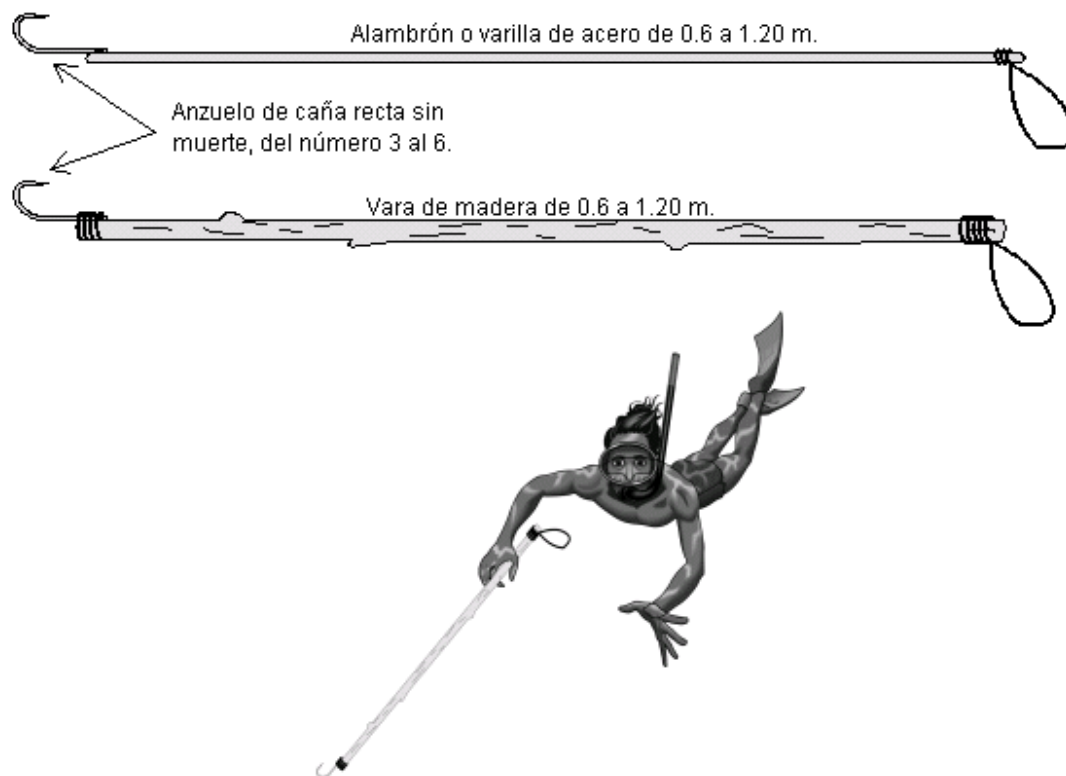 Alambrón o varilla de acero de 0.6 a 1.20 m.
Anzuelo de caña recta sin
muerte, del número 3 al 6.
Vara de madera de 0.6 a 1.20 m.